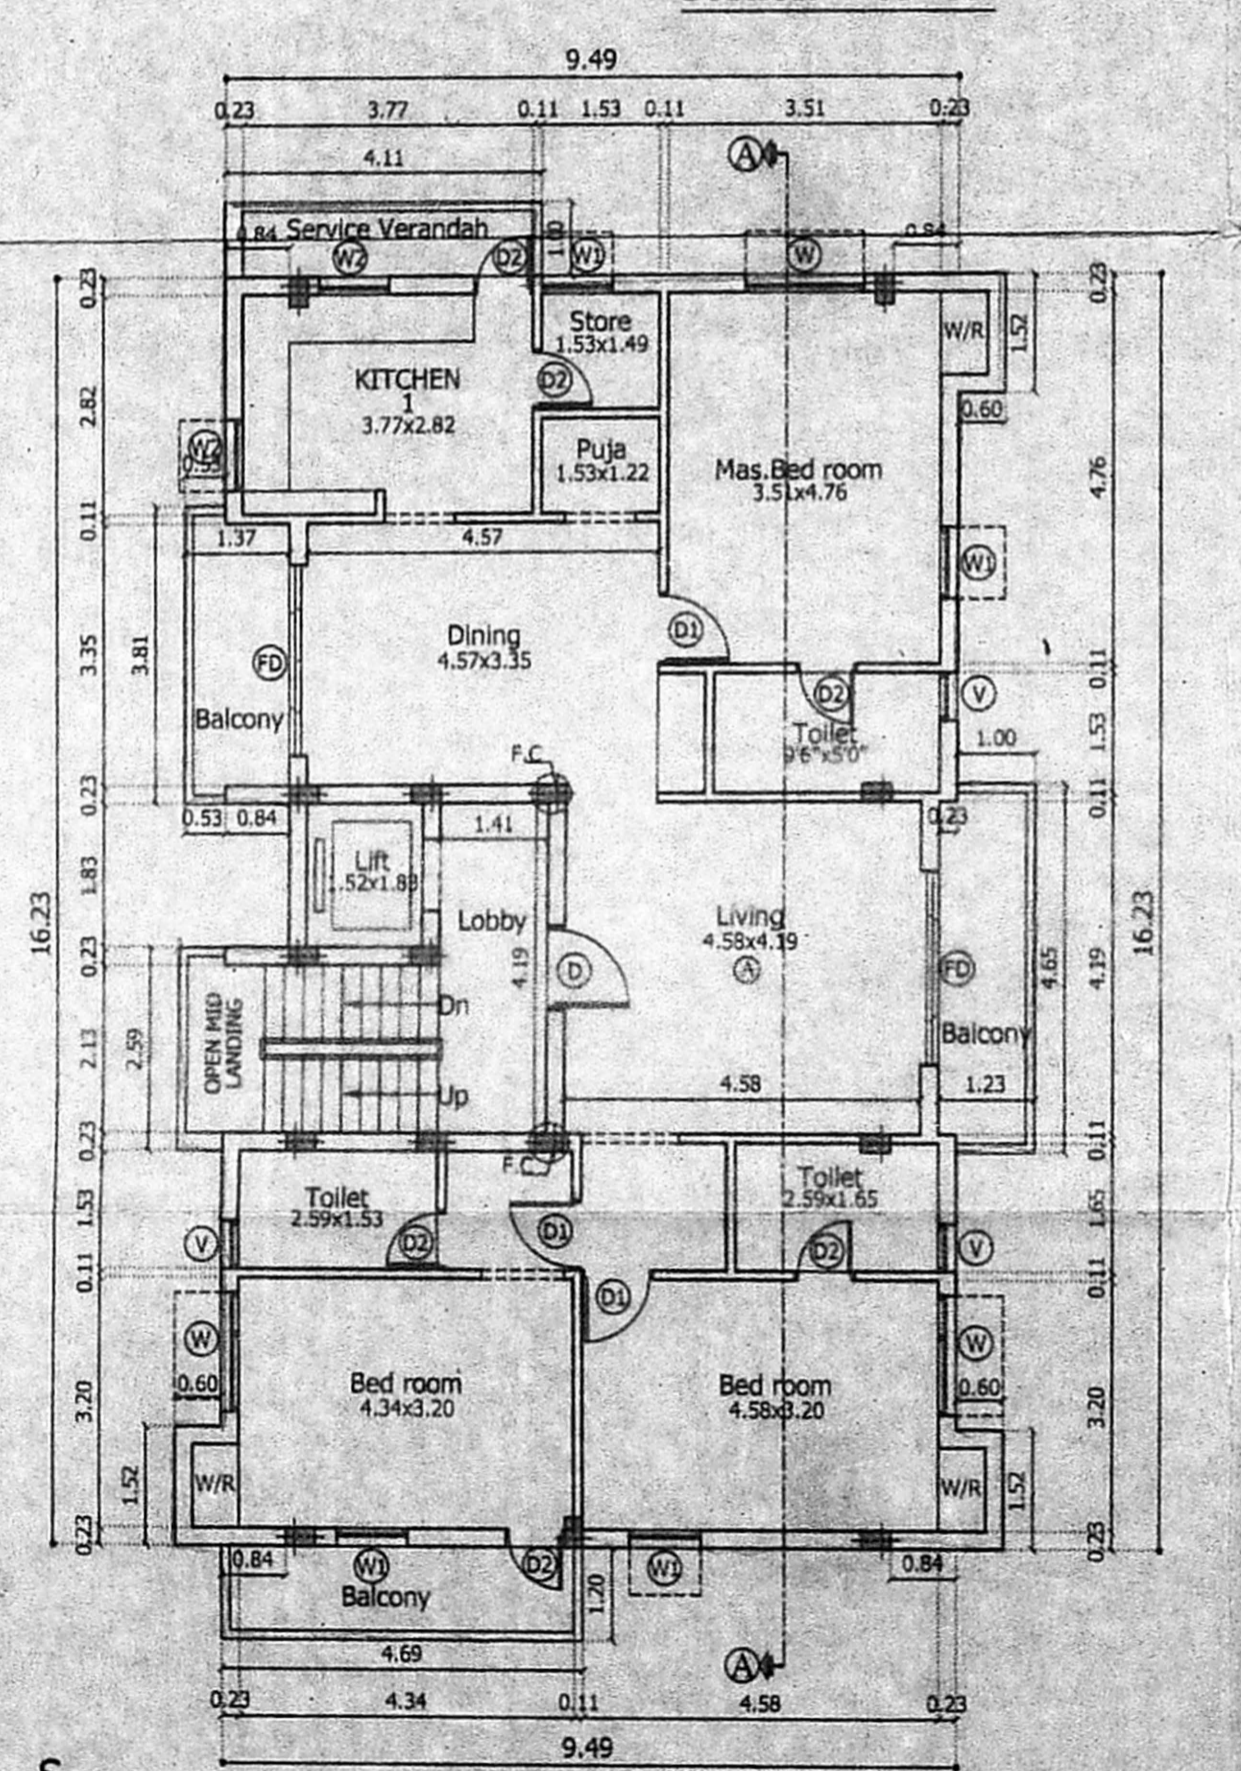 9.49
0.23 3.77 0.11 1.53 0.11 3.51 0.23
4.11
A
Service Verandah
0.84 1.00 0.84
W2 D2 W1 W
0.23 0.23
Store
1.53x1.49
W/R
1.52
KITCHEN
1
3.77x2.82
D2
2.82
0.60
W2
Puja
1.53x1.22
Mas.Bed room
3.51x4.76
4.76
0.11
1.37 4.57
W1
Dining
4.57x3.35
D1
3.35
3.81
FD
Balcony
0.11
D2
V
Toilet
9'6"x5'0"
1.53
1.00
F.C
0.23 0.11
0.53 0.84 1.41 0.23
Lift
1.52x1.83
1.83
Lobby
Living
4.58x4.19
A
16.23 16.23
0.23
4.19
D
FD
4.65
4.19
OPEN MID
LANDING
Dn
2.13
2.59
Balcony
Up
4.58 1.23
0.23 0.11
Toilet
2.59x1.53
Toilet
2.59x1.65
1.53 1.65
V D2 D1 D2 V
0.11 0.11
D1
W W
0.60 0.60
Bed room
4.34x3.20
Bed room
4.58x3.20
3.20 3.20
W/R W/R
1.52 1.52
0.23 0.23
0.84 W1 D2 W1 0.84
Balcony
1.20
4.69
A
0.23 4.34 0.11 4.58 0.23
9.49